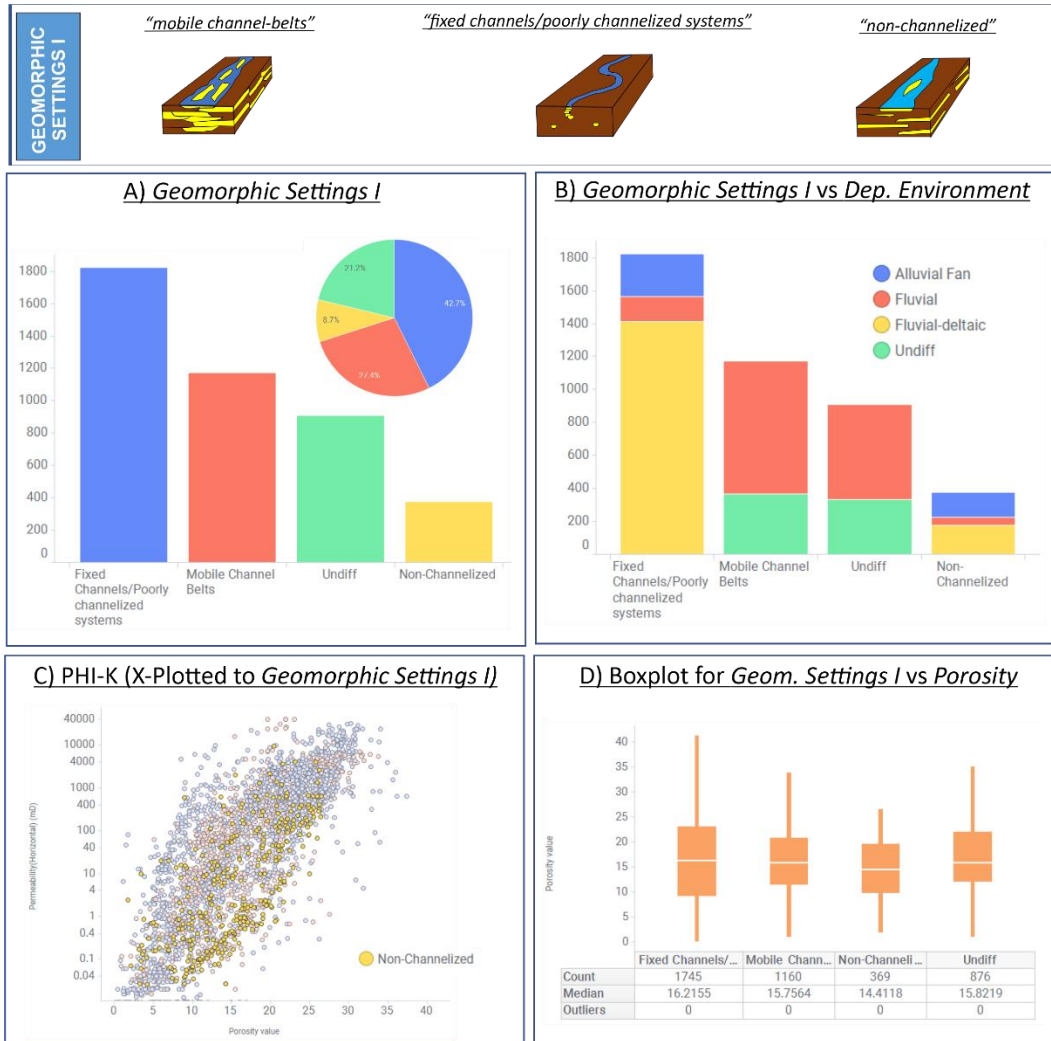 GEOMORPHIC
SETTINGS I
“mobile channel-belts”
“fixed channels/poorly channelized systems”
“non-channelized”
A) Geomorphic Settings I
1800
1600
1400
1200
1000
800
600
400
200
0
21.2%
42.7%
8.7%
27.4%
Fixed
Channels/Poorly
channelized
systems
Mobile Channel
Belts
Undiff
Non-Channelized
B) Geomorphic Settings I vs Dep. Environment
1800
1600
1400
1200
1000
800
600
400
200
0
Alluvial Fan
Fluvial
Fluvial-deltaic
Undiff
Fixed
Channels/Poorly
channelized
systems
Mobile Channel
Belts
Undiff
Non-
Channelized
C) PHI-K (X-Plotted to Geomorphic Settings I)
Permeability(Horizontal) (mD)
40000
10000
4000
1000
400
100
40
10
4
1
0.4
0.1
0.04
Non-Channelized
0 5 10 15 20 25 30 35 40
Porosity value
D) Boxplot for Geom. Settings I vs Porosity
Porosity value
40
35
30
25
20
15
10
5
0
Fixed Channels/... Mobile Chann... Non-Channeli... Undiff
Count 1745 1160 369 876
Median 16.2155 15.7564 14.4118 15.8219
Outliers 0 0 0 0